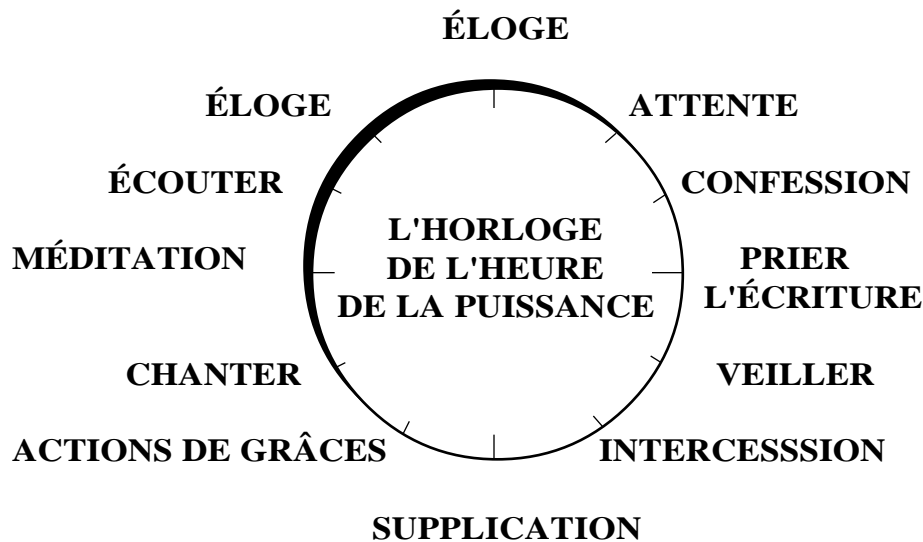 ÉLOGE
ÉLOGE
ATTENTE
ÉCOUTER
CONFESSION
MÉDITATION
L'HORLOGE
DE L'HEURE
DE LA PUISSANCE
PRIER
L'ÉCRITURE
CHANTER
VEILLER
ACTIONS DE GRÂCES
INTERCESSSION
SUPPLICATION